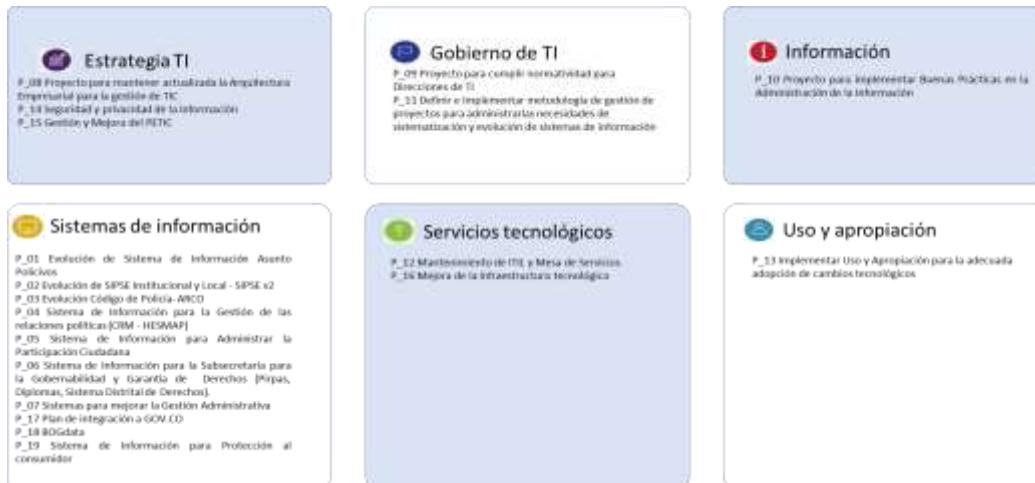 Estrategia TI
P_08 Proyecto para mantener actualizada la Arquitectura
Empresarial para la gestión de TIC
P_14 Seguridad y privacidad de la información
P_15 Gestión y Mejora del PETIC
Gobierno de TI
P_09 Proyecto para cumplir normatividad para
Direcciones de TI
P_11 Definir e implementar metodología de gestión de
proyectos para administrarlas necesidades de
sistematización y evolución de sistemas de información
Información
P_10 Proyecto para implementar Buenas Prácticas en la
Administración de la Información
Sistemas de información
P_01 Evolución de Sistema de Información Asunto
Policivos
P_02 Evolución de SIPSE Institucional y Local - SIPSE v2
P_03 Evolución Código de Policía- ARCO
P_04 Sistema de Información para la Gestión de las
relaciones políticas (CRM - HESMAP)
P_05 Sistema de Información para Administrar la
Participación Ciudadana
P_06 Sistema de Información para la Subsecretaría para
la Gobernabilidad y Garantía de Derechos (Pirpas,
Diplomas, Sistema Distrital de Derechos).
P_07 Sistemas para mejorar la Gestión Administrativa
P_17 Plan de integración a GOV.CO
P_18 BOGdata
P_19 Sistema de Información para Protección al
consumidor
Servicios tecnológicos
P_12 Mantenimiento de ITIL y Mesa de Servicios
P_16 Mejora de la Infraestructura tecnológica
Uso y apropiación
P_13 Implementar Uso y Apropiación para la adecuada
adopción de cambios tecnológicos